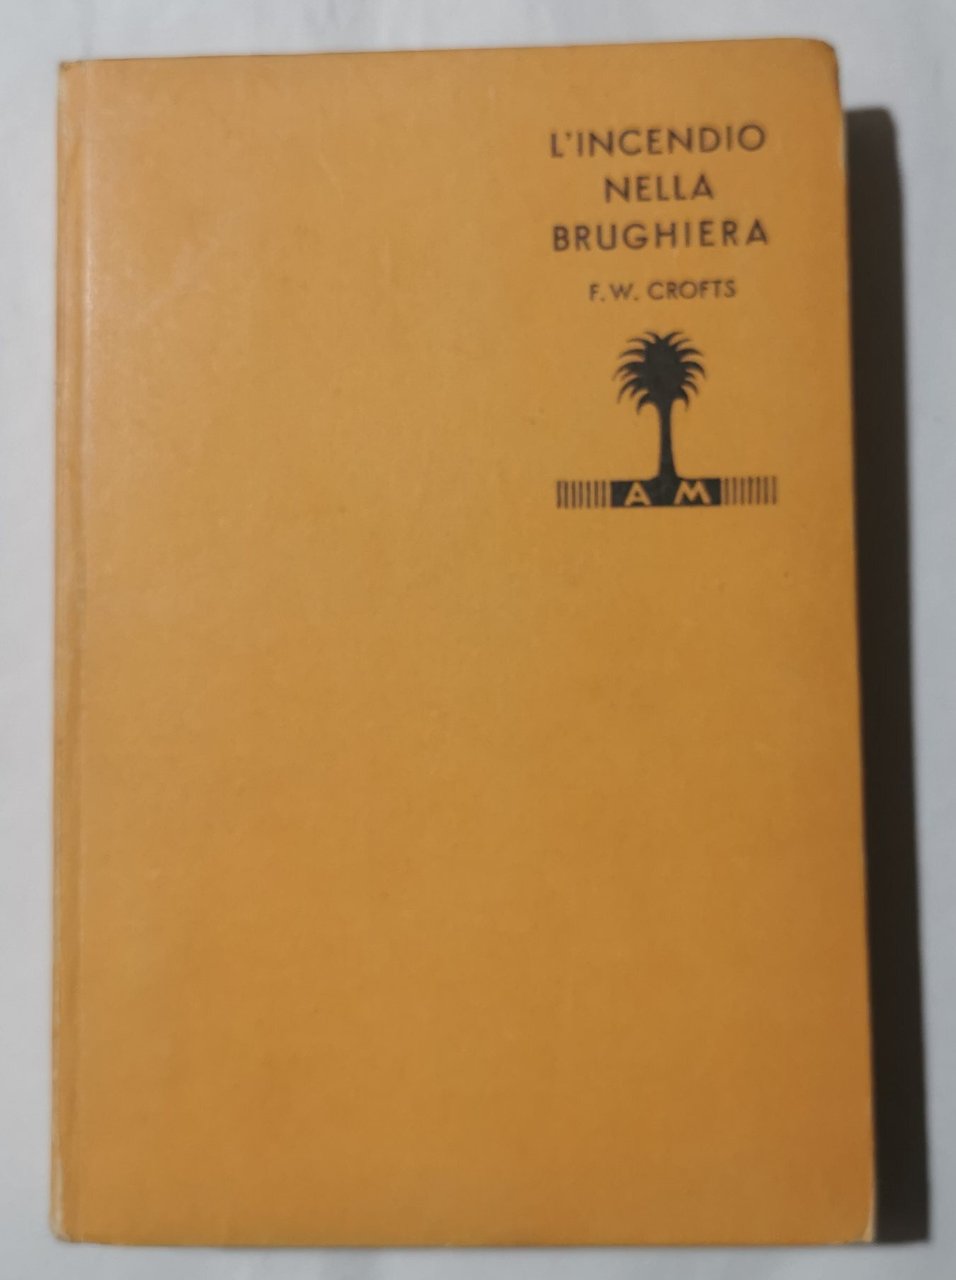 L'INCENDIO
NELLA
BRUGHIERA
F. W. CROFTS
A M